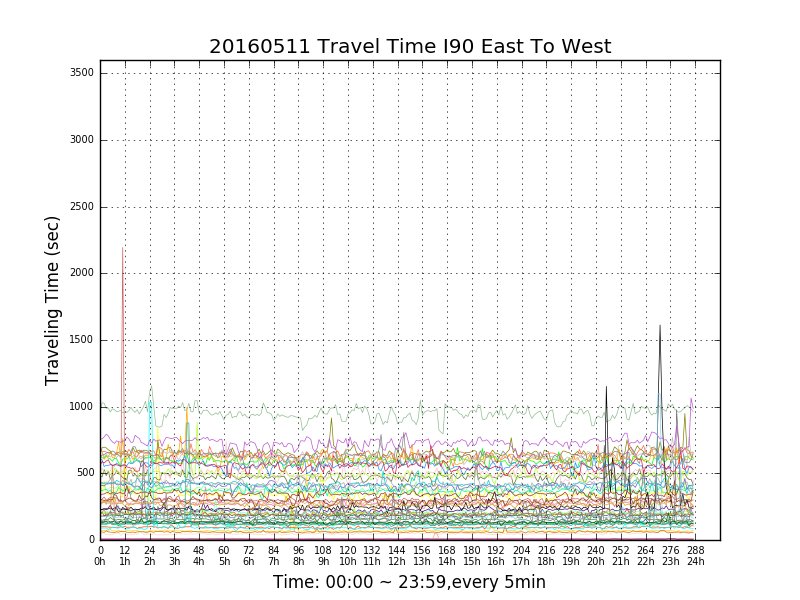 20160511 Travel Time I90 East To West
3500
3000
2500
2000
1500
1000
500
0
Traveling Time (sec)
0 12 24 36 48 60 72 84 96 108 120 132 144 156 168 180 192 204 216 228 240 252 264 276 288
0h 1h 2h 3h 4h 5h 6h 7h 8h 9h 10h 11h 12h 13h 14h 15h 16h 17h 18h 19h 20h 21h 22h 23h 24h
Time: 00:00 ~ 23:59,every 5min